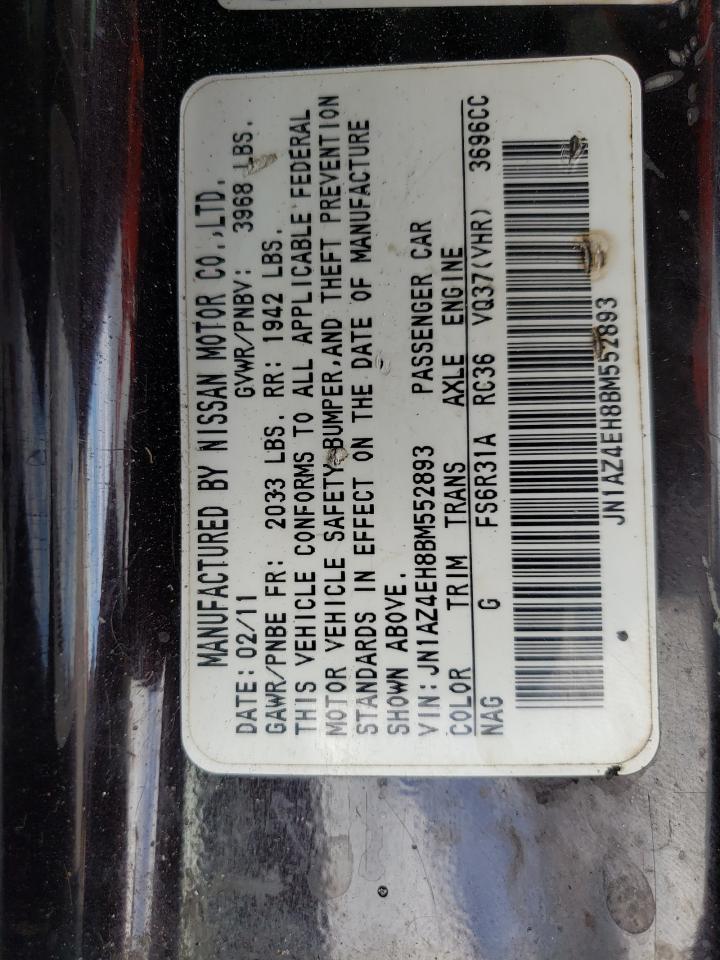 MANUFACTURED BY NISSAN MOTOR CO.,LTD.
DATE: 02/11 GVWR/PNBV: 3968 LBS.
GAWR/PNBE FR: 2033 LBS. RR: 1942 LBS.
THIS VEHICLE CONFORMS TO ALL APPLICABLE FEDERAL
MOTOR VEHICLE SAFETY,BUMPER,AND THEFT PREVENTION
STANDARDS IN EFFECT ON THE DATE OF MANUFACTURE
SHOWN ABOVE.
VIN: JN1AZ4EH8BM552893 PASSENGER CAR
COLOR TRIM TRANS AXLE ENGINE
NAG G FS6R31A RC36 VQ37(VHR) 3696CC
JN1AZ4EH8BM552893